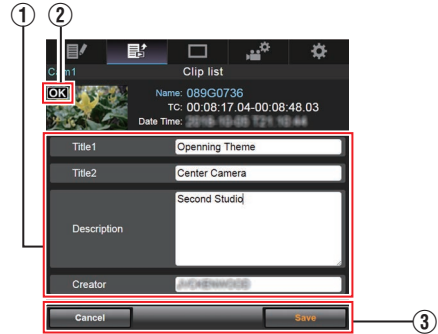 ① ②
Cam1 Clip list
OK
Name: 089G0736
TC: 00:08:17.04-00:08:48.03
Date Time:
Title1 Openning Theme
Title2 Center Camera
Second Studio
Description
Creator
Cancel Save
③